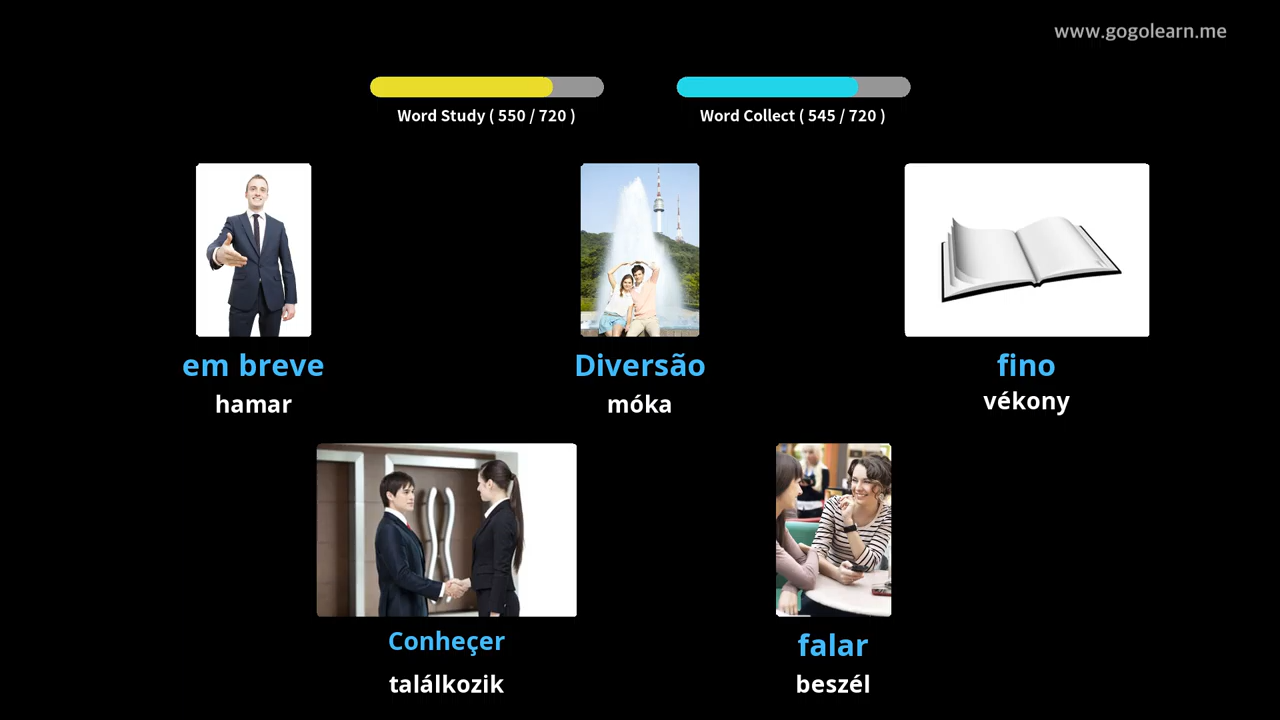 www.gogolearn.me
Word Study ( 550 / 720 )
Word Collect ( 545 / 720 )
em breve
hamar
Diversão
móka
fino
vékony
Conheçer
találkozik
falar
beszél